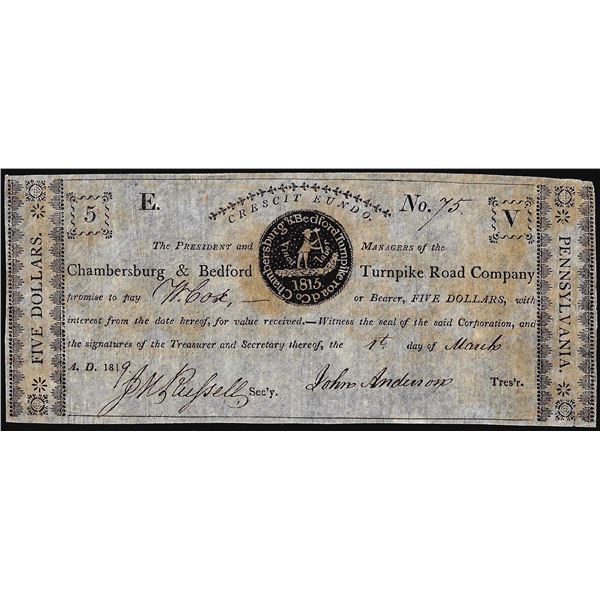 FIVE DOLLARS.
5 E. CRESCIT EUNDO. No. 75. V
Chambersburg & Bedford Turnpike road Co.
1815
The PRESIDENT and MANAGERS of the
Chambersburg & Bedford Turnpike Road Company
promise to pay W. Cost, — or Bearer, FIVE DOLLARS, with
interest from the date hereof, for value received.—Witness the seal of the said Corporation, and
the signatures of the Treasurer and Secretary thereof, the 1st day of March
A. D. 1819
J M Russell Sec'y. John Anderson Tres'r.
PENNSYLVANIA.